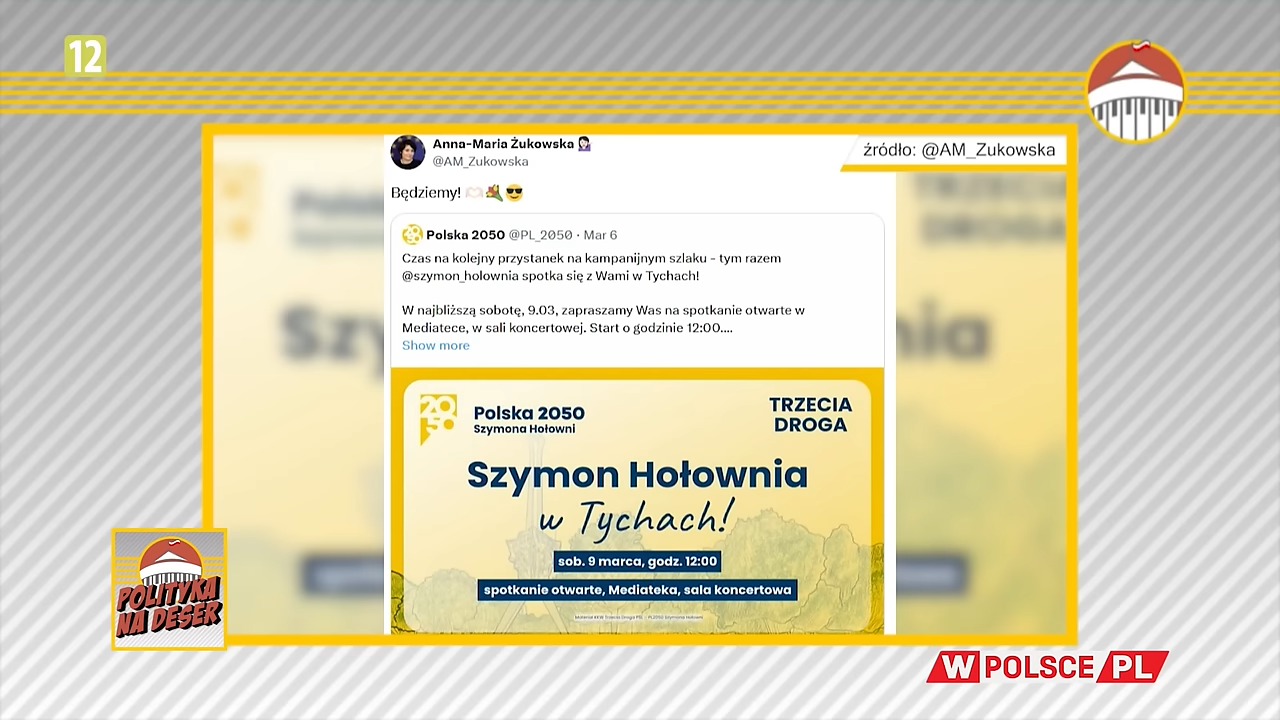 12
źródło: @AM_Zukowska
Anna-Maria Żukowska
@AM_Zukowska
Będziemy!
Polska 2050 @PL_2050 · Mar 6
Czas na kolejny przystanek na kampanijnym szlaku – tym razem
@szymon_holownia spotka się z Wami w Tychach!
W najbliższą sobotę, 9.03, zapraszamy Was na spotkanie otwarte w
Mediatece, w sali koncertowej. Start o godzinie 12:00....
Show more
2050
Polska 2050
Szymona Hołowni
TRZECIA
DROGA
Szymon Hołownia
w Tychach!
sob. 9 marca, godz. 12:00
spotkanie otwarte, Mediateka, sala koncertowa
POLITYKA
NA DESER
W POLSCE PL